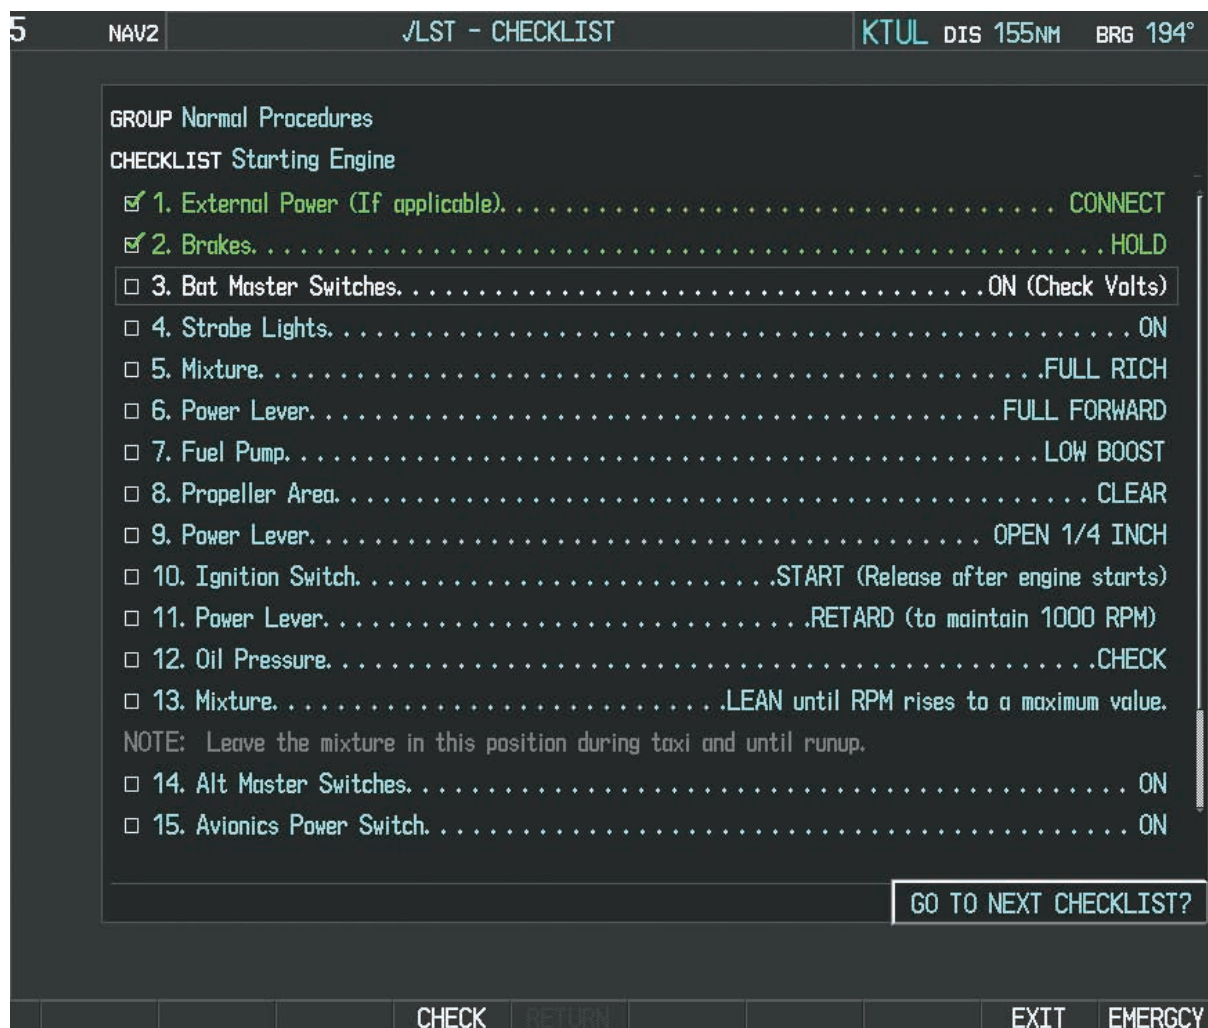 5 NAV2 √LST - CHECKLIST KTUL DIS 155NM BRG 194°
GROUP Normal Procedures
CHECKLIST Starting Engine
1. External Power (If applicable). . . . . . . . . . . . . . . . . . . . . . . . . . . . . . . . . . CONNECT
2. Brakes. . . . . . . . . . . . . . . . . . . . . . . . . . . . . . . . . . . . . . . . . . . . . . . . . . . HOLD
3. Bat Master Switches. . . . . . . . . . . . . . . . . . . . . . . . . . . . . . . . . . . ON (Check Volts)
4. Strobe Lights. . . . . . . . . . . . . . . . . . . . . . . . . . . . . . . . . . . . . . . . . . . . . . . ON
5. Mixture. . . . . . . . . . . . . . . . . . . . . . . . . . . . . . . . . . . . . . . . . . . . . .FULL RICH
6. Power Lever. . . . . . . . . . . . . . . . . . . . . . . . . . . . . . . . . . . . . . . . FULL FORWARD
7. Fuel Pump. . . . . . . . . . . . . . . . . . . . . . . . . . . . . . . . . . . . . . . . . . . . LOW BOOST
8. Propeller Area. . . . . . . . . . . . . . . . . . . . . . . . . . . . . . . . . . . . . . . . . . . . CLEAR
9. Power Lever. . . . . . . . . . . . . . . . . . . . . . . . . . . . . . . . . . . . . . . OPEN 1/4 INCH
10. Ignition Switch. . . . . . . . . . . . . . . . . . . . . . . . .START (Release after engine starts)
11. Power Lever. . . . . . . . . . . . . . . . . . . . . . . . . . . . .RETARD (to maintain 1000 RPM)
12. Oil Pressure. . . . . . . . . . . . . . . . . . . . . . . . . . . . . . . . . . . . . . . . . . . . .CHECK
13. Mixture. . . . . . . . . . . . . . . . . . . . . . . . . . .LEAN until RPM rises to a maximum value.
NOTE: Leave the mixture in this position during taxi and until runup.
14. Alt Master Switches. . . . . . . . . . . . . . . . . . . . . . . . . . . . . . . . . . . . . . . . . . ON
15. Avionics Power Switch. . . . . . . . . . . . . . . . . . . . . . . . . . . . . . . . . . . . . . . . . ON
GO TO NEXT CHECKLIST?
CHECK RETURN EXIT EMERGCY